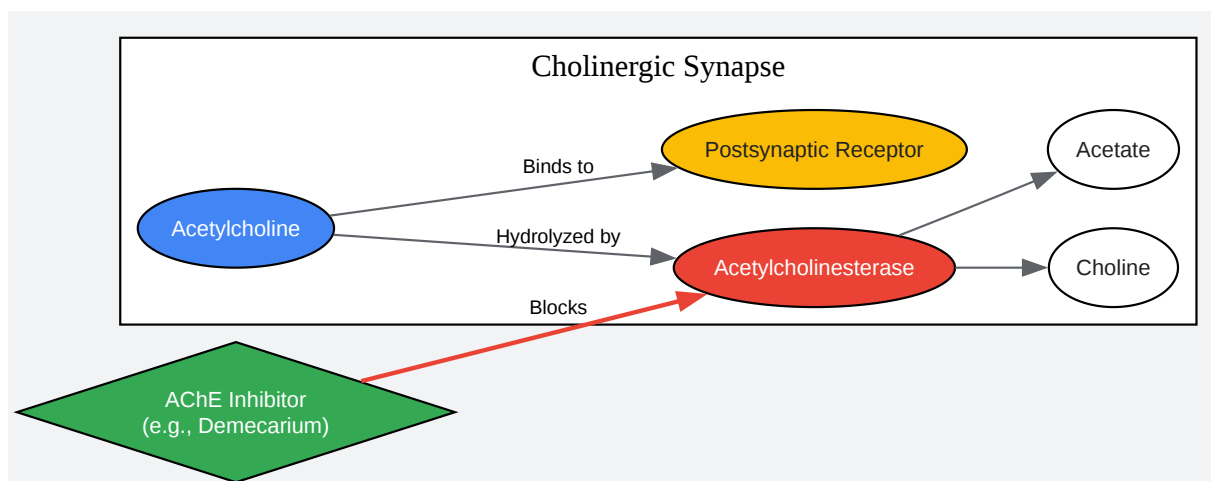 Cholinergic Synapse
Postsynaptic Receptor
Acetate
Binds to
Acetylcholine
Hydrolyzed by
Acetylcholinesterase
Choline
Blocks
AChE Inhibitor
(e.g., Demecarium)